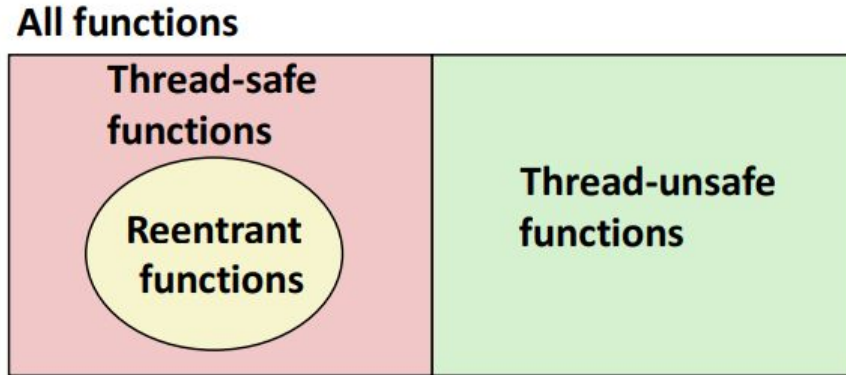 All functions
Thread-safe
functions
Reentrant
functions
Thread-unsafe
functions